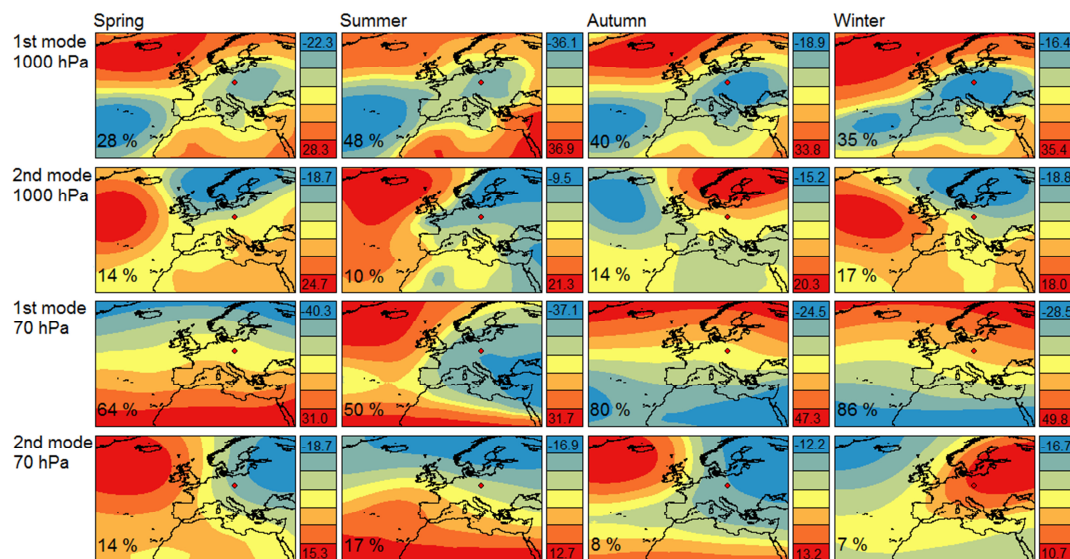 Spring Summer Autumn Winter
1st mode
1000 hPa
-22.3 -36.1 -18.9 -16.4
28 % 48 % 40 % 35 %
28.3 36.9 33.8 35.4
2nd mode
1000 hPa
-18.7 -9.5 -15.2 -18.8
14 % 10 % 14 % 17 %
24.7 21.3 20.3 18.0
1st mode
70 hPa
-40.3 -37.1 -24.5 -28.5
64 % 50 % 80 % 86 %
31.0 31.7 47.3 49.8
2nd mode
70 hPa
-18.7 -16.9 -12.2 -16.7
14 % 17 % 8 % 7 %
15.3 12.7 13.2 10.7